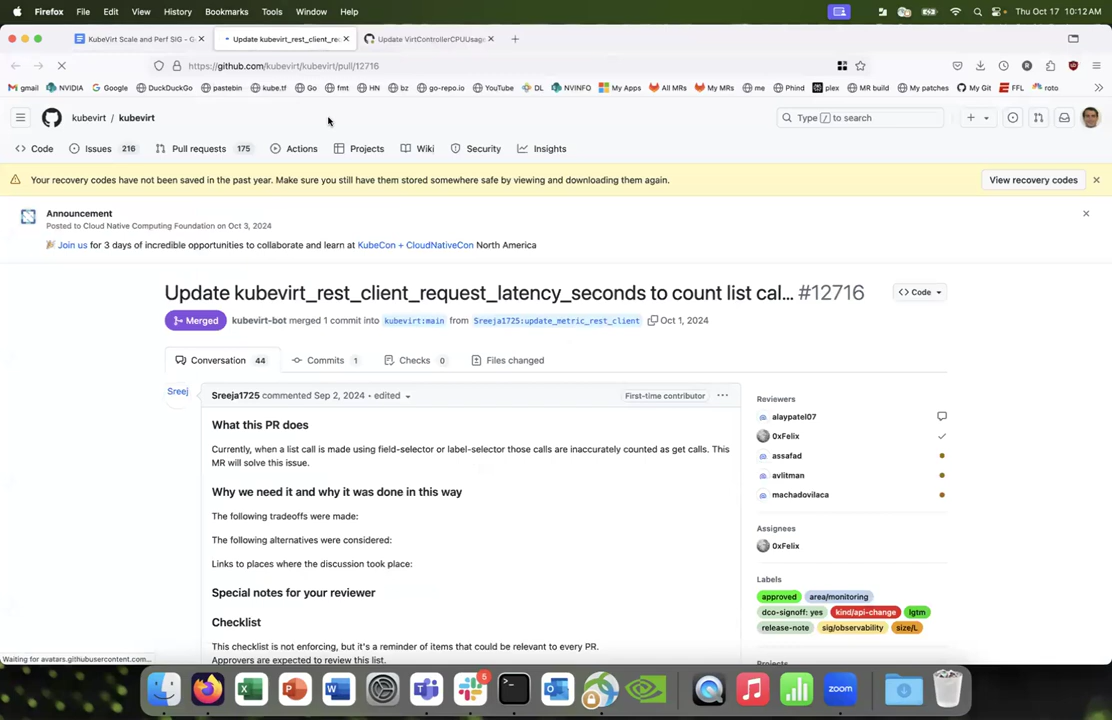 Firefox File Edit View History Bookmarks Tools Window Help Thu Oct 17 10:12 AM
KubeVirt Scale and Perf SIG - G Update kubevirt_rest_client_re Update VirtControllerCPUUsage
https://github.com/kubevirt/kubevirt/pull/12716
gmail NVIDIA Google DuckDuckGo pastebin kube.tf Go fmt HN bz go-repo.io YouTube DL NVINFO My Apps All MRs My MRs me Phind plex MR build My patches My Git FFL roto
kubevirt / kubevirt Type / to search
Code Issues 216 Pull requests 175 Actions Projects Wiki Security Insights
Your recovery codes have not been saved in the past year. Make sure you still have them stored somewhere safe by viewing and downloading them again. View recovery codes
Announcement
Posted to Cloud Native Computing Foundation on Oct 3, 2024
Join us for 3 days of incredible opportunities to collaborate and learn at KubeCon + CloudNativeCon North America
Update kubevirt_rest_client_request_latency_seconds to count list cal... #12716 Code
Merged kubevirt-bot merged 1 commit into kubevirt:main from Sreeja1725:update_metric_rest_client Oct 1, 2024
Conversation 44 Commits 1 Checks 0 Files changed
Sreej Sreeja1725 commented Sep 2, 2024 • edited First-time contributor
What this PR does
Currently, when a list call is made using field-selector or label-selector those calls are inaccurately counted as get calls. This
MR will solve this issue.
Why we need it and why it was done in this way
The following tradeoffs were made:
The following alternatives were considered:
Links to places where the discussion took place:
Special notes for your reviewer
Checklist
This checklist is not enforcing, but it's a reminder of items that could be relevant to every PR.
Approvers are expected to review this list.
Reviewers
alaypatel07
0xFelix
assafad
avlitman
machadovilaca
Assignees
0xFelix
Labels
approved area/monitoring
dco-signoff: yes kind/api-change lgtm
release-note sig/observability size/L
Projects
Waiting for avatars.githubusercontent.com...
5
zoom